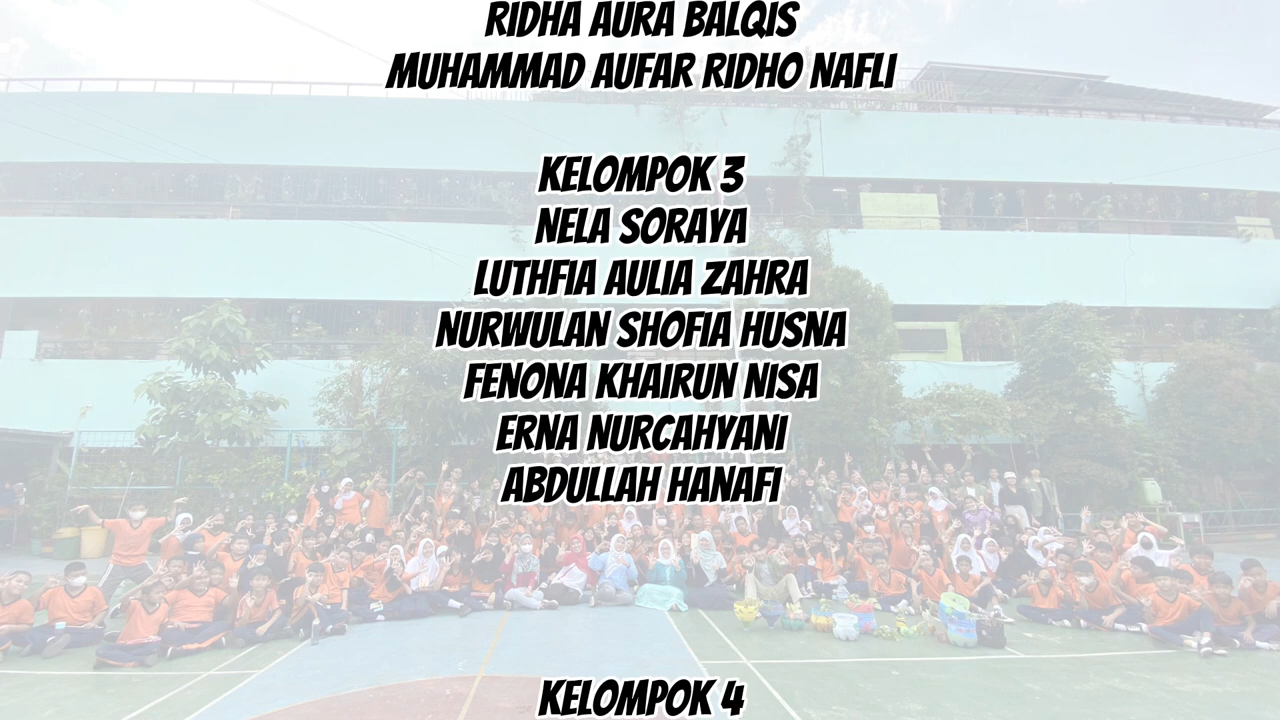 RIDHA AURA BALQIS
MUHAMMAD AUFAR RIDHO NAFLI
KELOMPOK 3
NELA SORAYA
LUTHFIA AULIA ZAHRA
NURWULAN SHOFIA HUSNA
FENONA KHAIRUN NISA
ERNA NURCAHYANI
ABDULLAH HANAFI
KELOMPOK 4